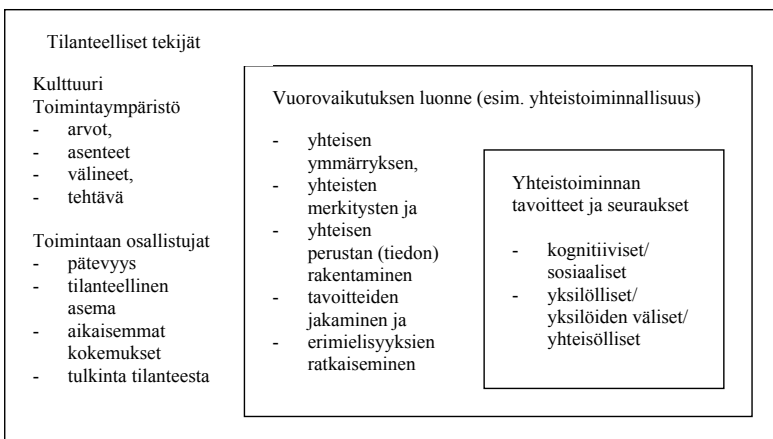 Tilanteelliset tekijät
Kulttuuri
Toimintaympäristö
- arvot,
- asenteet
- välineet,
- tehtävä
Toimintaan osallistujat
- pätevyys
- tilanteellinen
asema
- aikaisemmat
kokemukset
- tulkinta tilanteesta
Vuorovaikutuksen luonne (esim. yhteistoiminnallisuus)
- yhteisen
ymmärryksen,
- yhteisten
merkitysten ja
- yhteisen
perustan (tiedon)
rakentaminen
- tavoitteiden
jakaminen ja
- erimielisyyksien
ratkaiseminen
Yhteistoiminnan
tavoitteet ja seuraukset
- kognitiiviset/
sosiaaliset
- yksilölliset/
yksilöiden väliset/
yhteisölliset